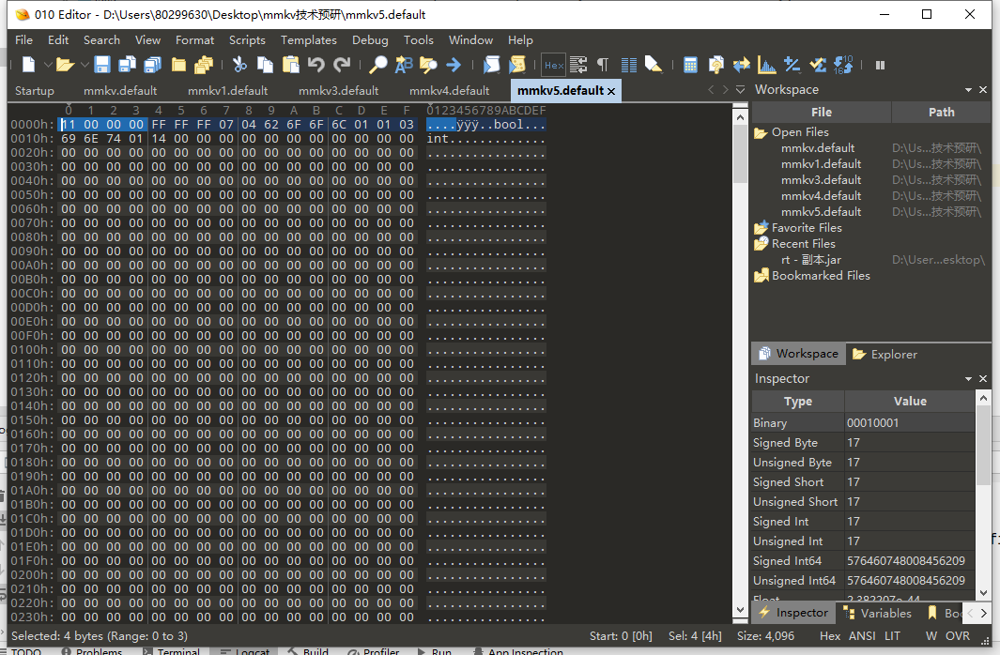 010 Editor - D:\Users\80299630\Desktop\mmkv技术预研\mmkv5.default
File Edit Search View Format Scripts Templates Debug Tools Window Help
Hex
Startup mmkv.default mmkv1.default mmkv3.default mmkv4.default mmkv5.default
0 1 2 3 4 5 6 7 8 9 A B C D E F 0123456789ABCDEF
0000h: 11 00 00 00 FF FF FF 07 04 62 6F 6F 6C 01 01 03 ....ÿÿÿ..bool...
0010h: 69 6E 74 01 14 00 00 00 00 00 00 00 00 00 00 00 int.............
0020h: 00 00 00 00 00 00 00 00 00 00 00 00 00 00 00 00 ................
0030h: 00 00 00 00 00 00 00 00 00 00 00 00 00 00 00 00 ................
0040h: 00 00 00 00 00 00 00 00 00 00 00 00 00 00 00 00 ................
0050h: 00 00 00 00 00 00 00 00 00 00 00 00 00 00 00 00 ................
0060h: 00 00 00 00 00 00 00 00 00 00 00 00 00 00 00 00 ................
0070h: 00 00 00 00 00 00 00 00 00 00 00 00 00 00 00 00 ................
0080h: 00 00 00 00 00 00 00 00 00 00 00 00 00 00 00 00 ................
0090h: 00 00 00 00 00 00 00 00 00 00 00 00 00 00 00 00 ................
00A0h: 00 00 00 00 00 00 00 00 00 00 00 00 00 00 00 00 ................
00B0h: 00 00 00 00 00 00 00 00 00 00 00 00 00 00 00 00 ................
00C0h: 00 00 00 00 00 00 00 00 00 00 00 00 00 00 00 00 ................
00D0h: 00 00 00 00 00 00 00 00 00 00 00 00 00 00 00 00 ................
00E0h: 00 00 00 00 00 00 00 00 00 00 00 00 00 00 00 00 ................
00F0h: 00 00 00 00 00 00 00 00 00 00 00 00 00 00 00 00 ................
0100h: 00 00 00 00 00 00 00 00 00 00 00 00 00 00 00 00 ................
0110h: 00 00 00 00 00 00 00 00 00 00 00 00 00 00 00 00 ................
0120h: 00 00 00 00 00 00 00 00 00 00 00 00 00 00 00 00 ................
0130h: 00 00 00 00 00 00 00 00 00 00 00 00 00 00 00 00 ................
0140h: 00 00 00 00 00 00 00 00 00 00 00 00 00 00 00 00 ................
0150h: 00 00 00 00 00 00 00 00 00 00 00 00 00 00 00 00 ................
0160h: 00 00 00 00 00 00 00 00 00 00 00 00 00 00 00 00 ................
0170h: 00 00 00 00 00 00 00 00 00 00 00 00 00 00 00 00 ................
0180h: 00 00 00 00 00 00 00 00 00 00 00 00 00 00 00 00 ................
0190h: 00 00 00 00 00 00 00 00 00 00 00 00 00 00 00 00 ................
01A0h: 00 00 00 00 00 00 00 00 00 00 00 00 00 00 00 00 ................
01B0h: 00 00 00 00 00 00 00 00 00 00 00 00 00 00 00 00 ................
01C0h: 00 00 00 00 00 00 00 00 00 00 00 00 00 00 00 00 ................
01D0h: 00 00 00 00 00 00 00 00 00 00 00 00 00 00 00 00 ................
01E0h: 00 00 00 00 00 00 00 00 00 00 00 00 00 00 00 00 ................
01F0h: 00 00 00 00 00 00 00 00 00 00 00 00 00 00 00 00 ................
0200h: 00 00 00 00 00 00 00 00 00 00 00 00 00 00 00 00 ................
0210h: 00 00 00 00 00 00 00 00 00 00 00 00 00 00 00 00 ................
0220h: 00 00 00 00 00 00 00 00 00 00 00 00 00 00 00 00 ................
0230h: 00 00 00 00 00 00 00 00 00 00 00 00 00 00 00 00 ................
Workspace
File Path
Open Files
mmkv.default D:\Us...技术预研\
mmkv1.default D:\Us...技术预研\
mmkv3.default D:\Us...技术预研\
mmkv4.default D:\Us...技术预研\
mmkv5.default D:\Us...技术预研\
Favorite Files
Recent Files
rt - 副本.jar D:\User...esktop\
Bookmarked Files
Workspace Explorer
Inspector
Type Value
Binary 00010001
Signed Byte 17
Unsigned Byte 17
Signed Short 17
Unsigned Short 17
Signed Int 17
Unsigned Int 17
Signed Int64 576460748008456209
Unsigned Int64 576460748008456209
Float 2.382207e-44
Inspector Variables Boo
Selected: 4 bytes (Range: 0 to 3) Start: 0 [0h] Sel: 4 [4h] Size: 4,096 Hex ANSI LIT W OVR
TODO Problems Terminal Logcat Build Profiler Run App Inspection